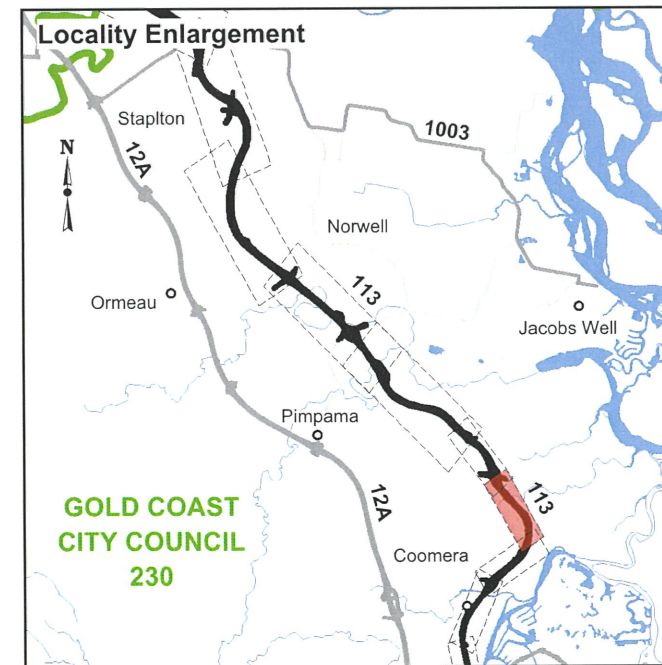 Locality Enlargement
Staplton
1003
N
12A
Norwell
113
Ormeau
Jacobs Well
Pimpama
GOLD COAST
CITY COUNCIL
230
12A
113
Coomera